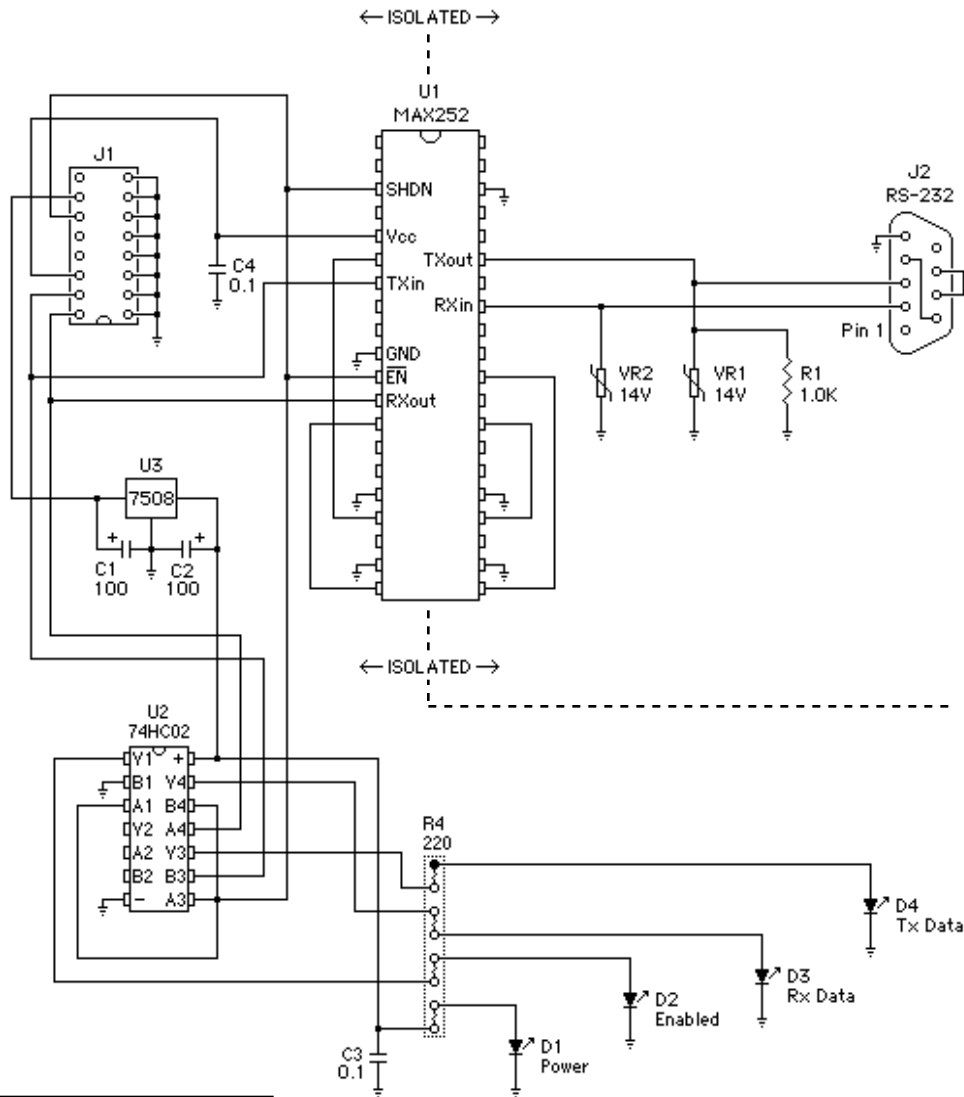 ← ISOLATED →
U1
MAX252
J1
SHDN
Vcc
TXout
TXin
RXin
GND
EN
RXout
C4
0.1
J2
RS-232
Pin 1
VR2
14V
VR1
14V
R1
1.0K
U3
7508
+
+
C1
100
C2
100
← ISOLATED →
U2
74HC02
Y1 +
B1 Y4
A1 B4
Y2 A4
A2 Y3
B2 B3
- A3
R4
220
D4
Tx Data
D3
Rx Data
D2
Enabled
D1
Power
C3
0.1